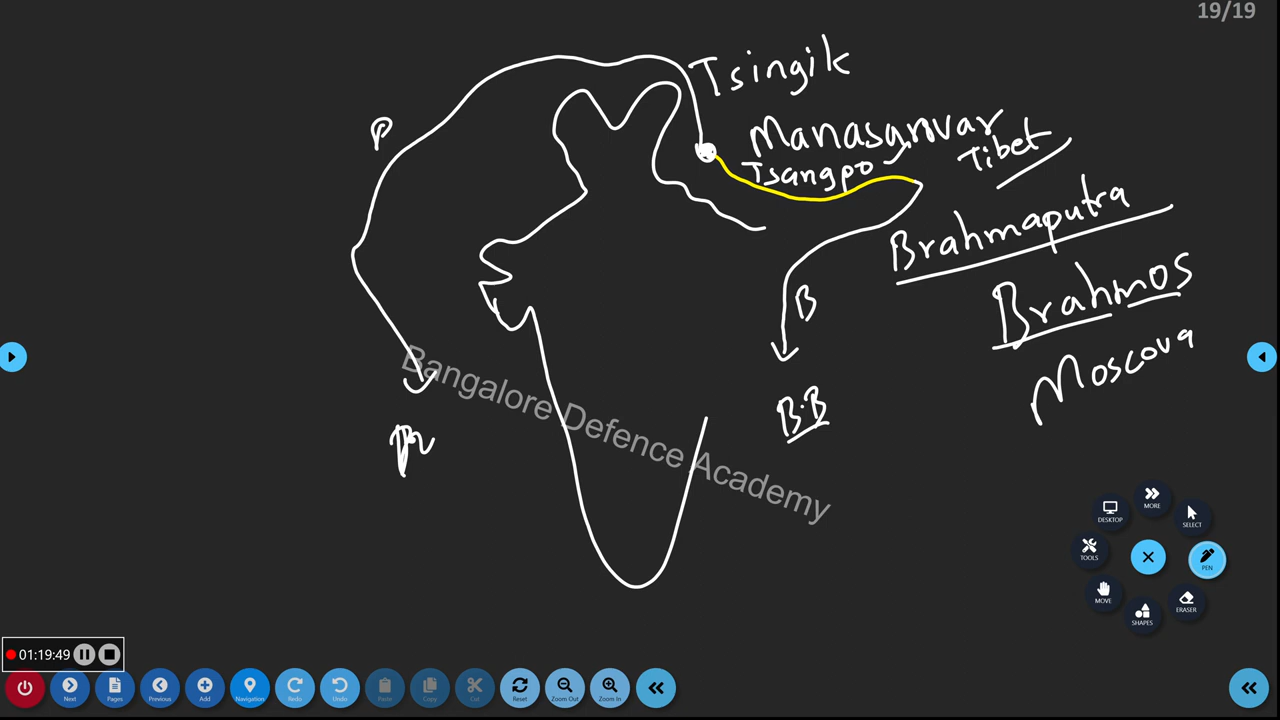 19/19
Tsingik
P
Manasarovar
Tsangpo
Tibet
Brahmaputra
B
Brahmos
Moscova
B.B
Bangalore Defence Academy
DESKTOP
MORE
SELECT
TOOLS
PEN
MOVE
SHAPES
ERASER
01:19:49
Next
Pages
Previous
Add
Navigation
Redo
Undo
Paste
Copy
Cut
Reset
Zoom Out
Zoom In